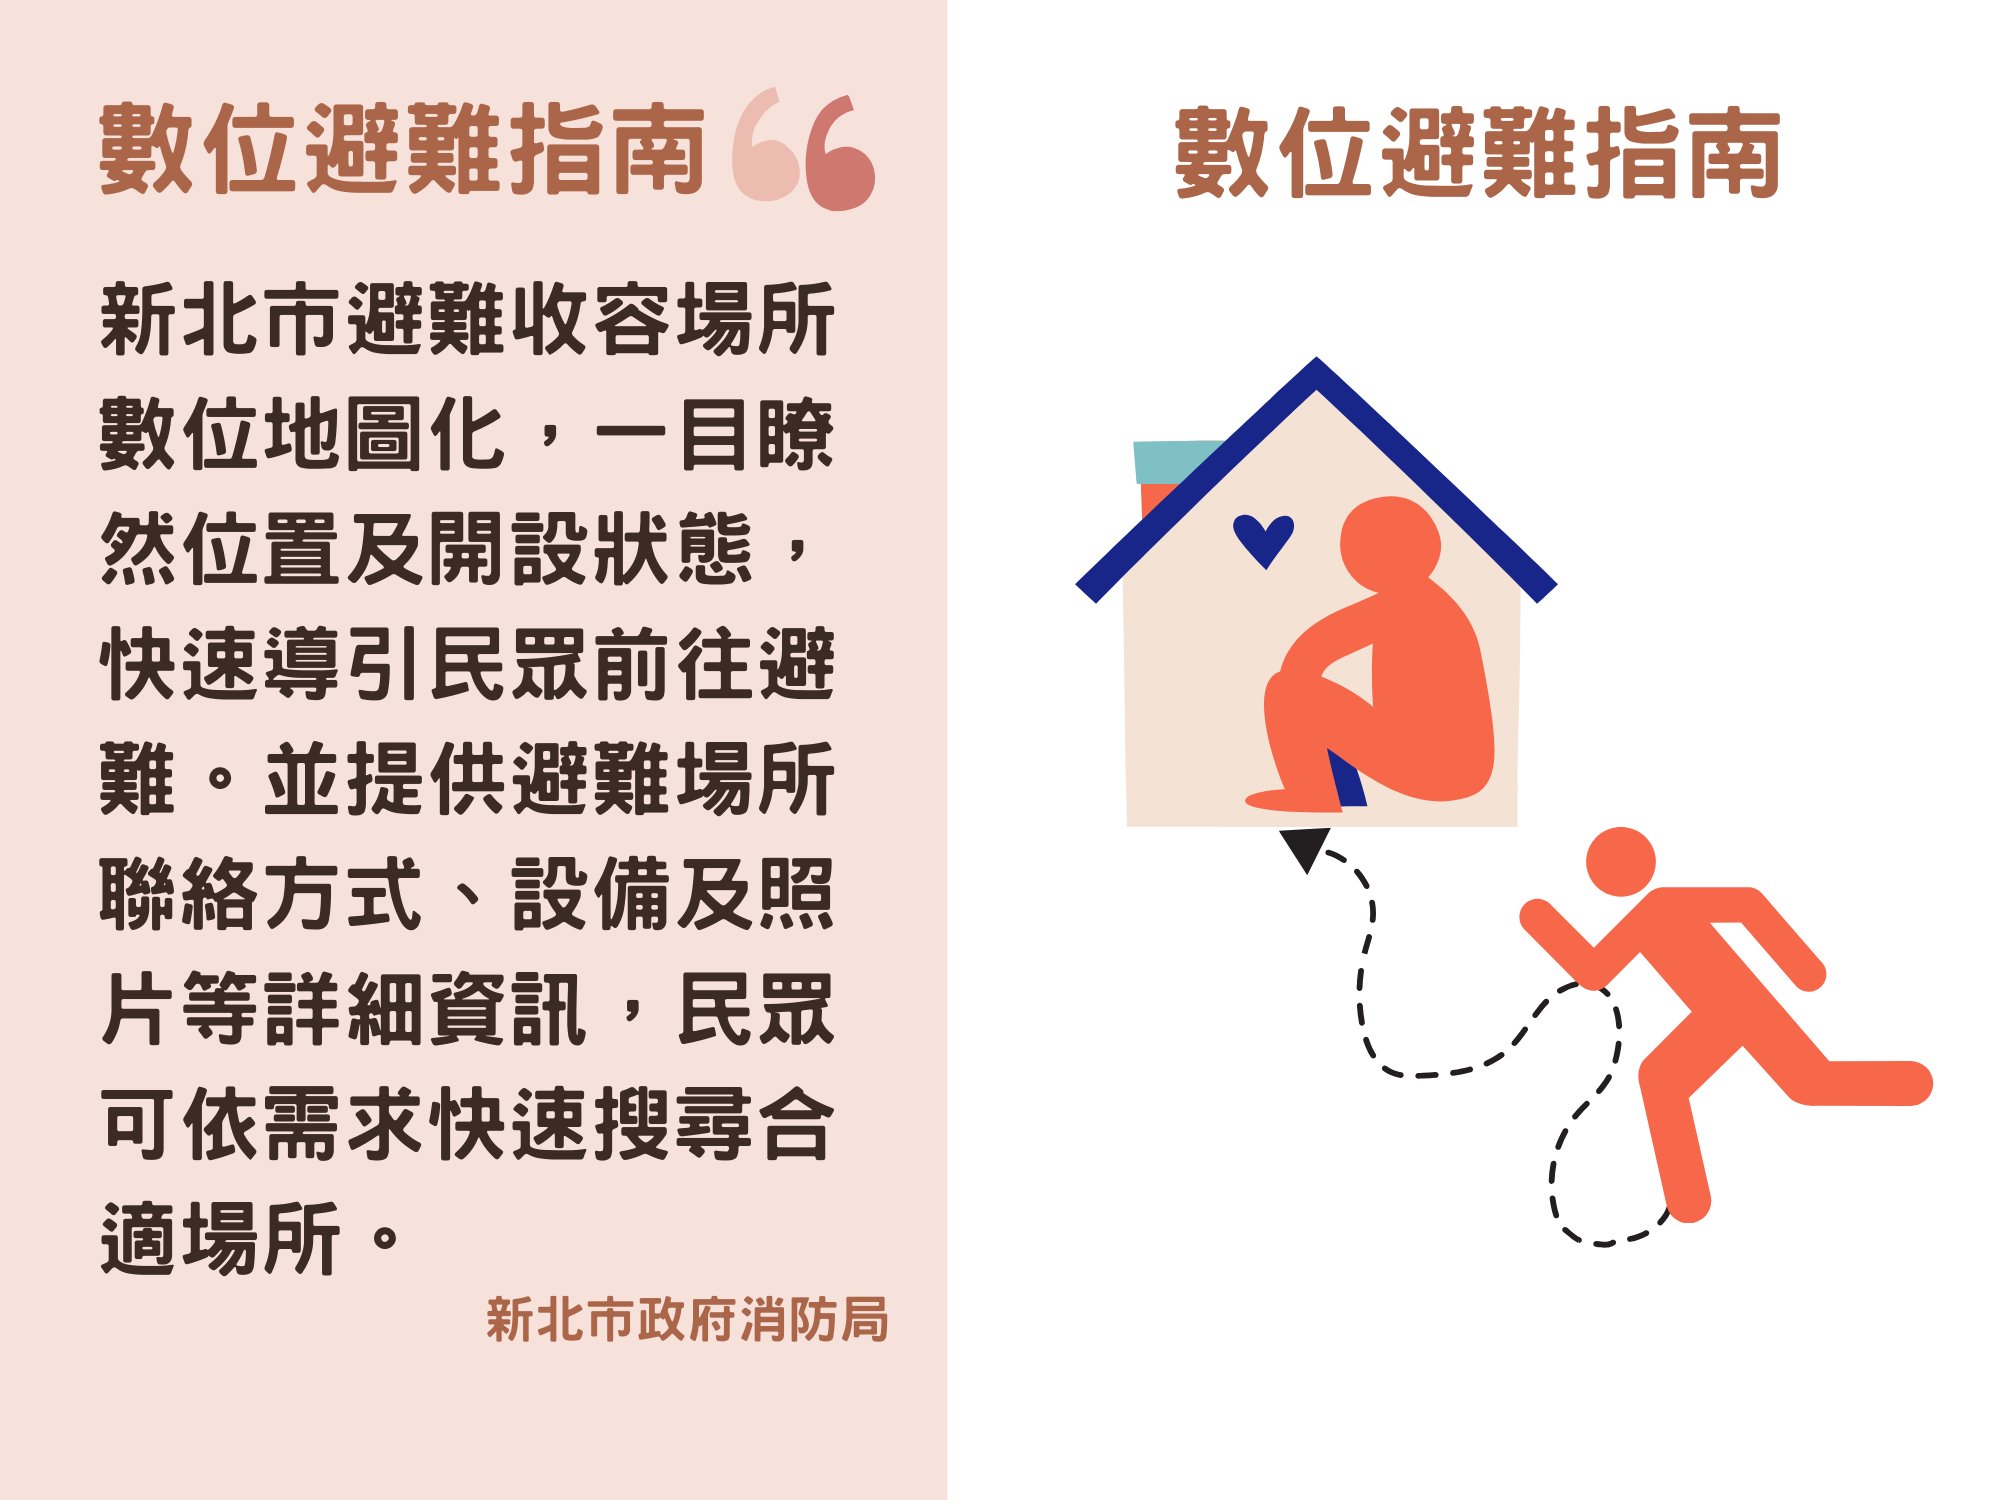 數位避難指南
新北市避難收容場所
數位地圖化，一目瞭
然位置及開設狀態，
快速導引民眾前往避
難。並提供避難場所
聯絡方式、設備及照
片等詳細資訊，民眾
可依需求快速搜尋合
適場所。
新北市政府消防局
數位避難指南